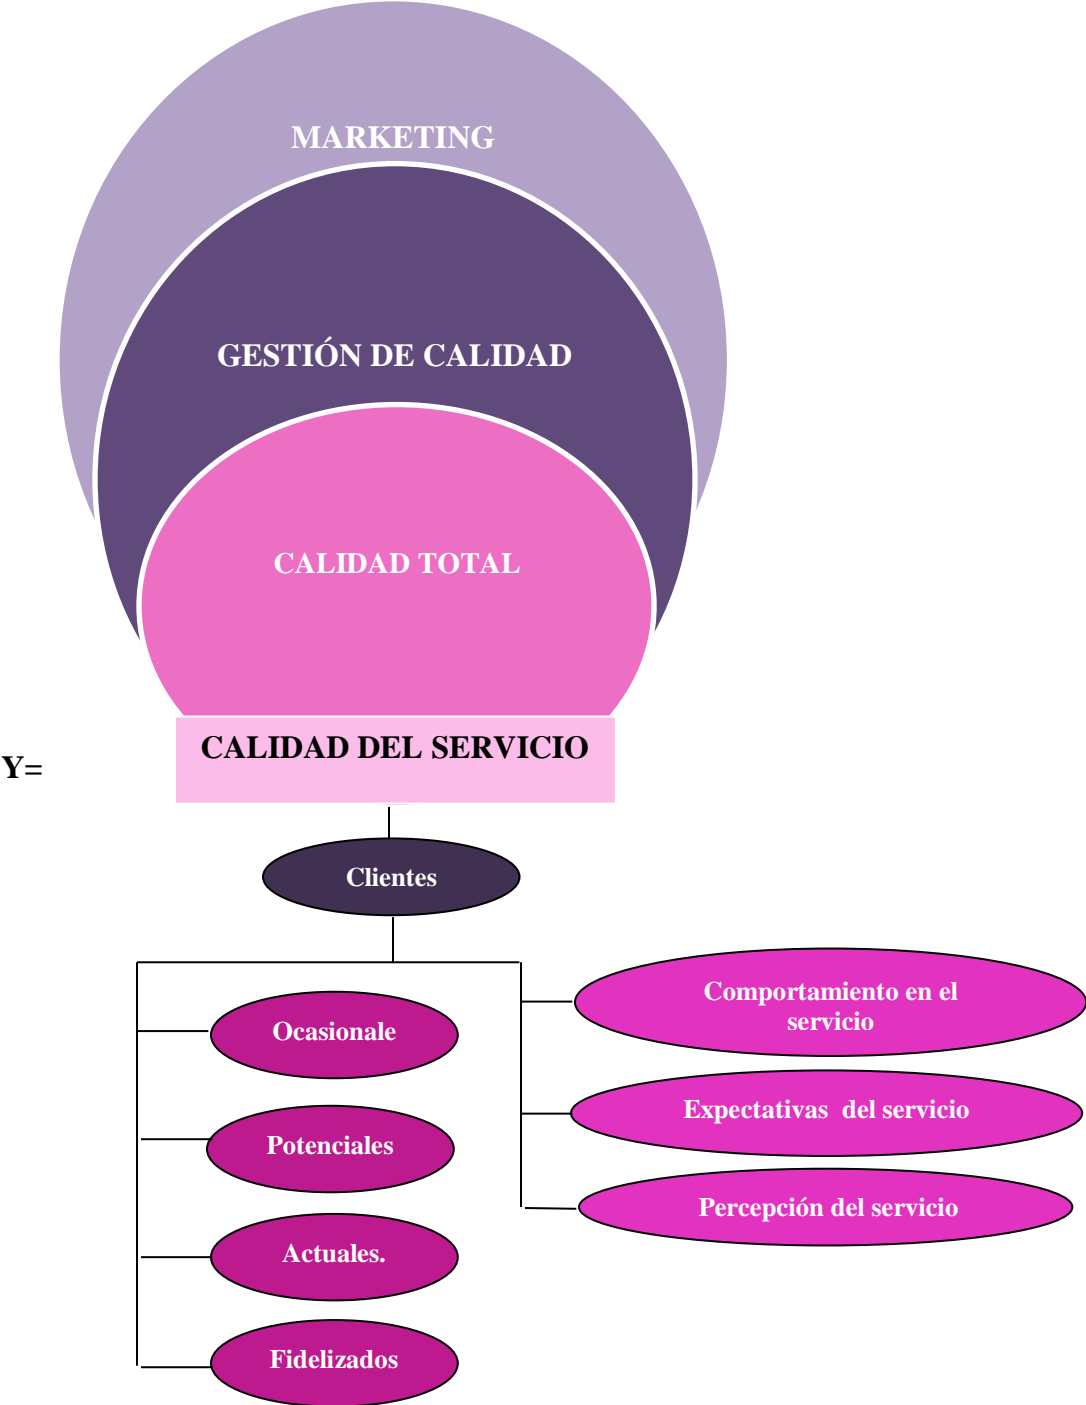 MARKETING
GESTIÓN DE CALIDAD
CALIDAD TOTAL
CALIDAD DEL SERVICIO
Y=
Clientes
Ocasionale
Potenciales
Actuales.
Fidelizados
Comportamiento en el
servicio
Expectativas del servicio
Percepción del servicio